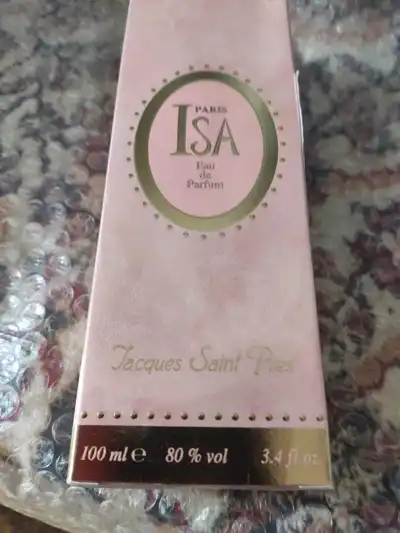 PARIS
ISA
Eau
de
Parfum
Jacques Saint Pres
100 ml ℮ 80 % vol 3.4 fl oz